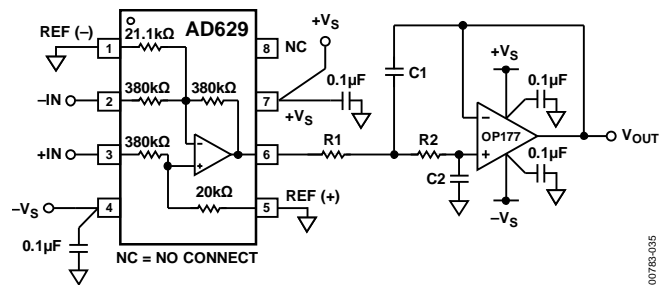 REF (–)
21.1kΩ
AD629
+VS
1
8
NC
380kΩ
380kΩ
0.1µF
–IN
2
7
+VS
380kΩ
+IN
3
6
20kΩ
REF (+)
–VS
4
5
0.1µF
NC = NO CONNECT
C1
+VS
0.1µF
R1
R2
–
+
OP177
VOUT
C2
0.1µF
–VS
–
+
00783-035